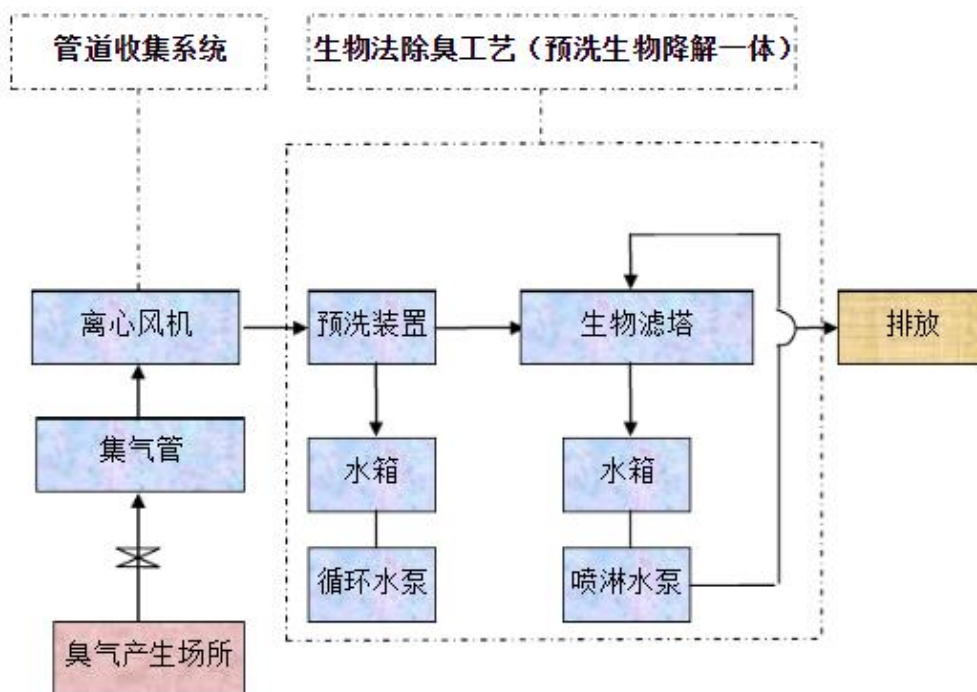 管道收集系统
生物法除臭工艺（预洗生物降解一体）
离心风机
预洗装置
生物滤塔
排放
集气管
水箱
水箱
循环水泵
喷淋水泵
臭气产生场所